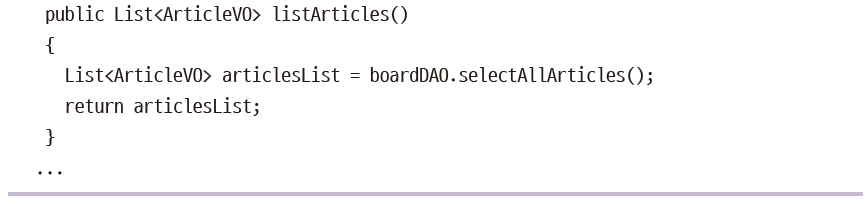 public List<ArticleVO> listArticles()
{
List<ArticleVO> articlesList = boardDAO.selectAllArticles();
return articlesList;
}
...